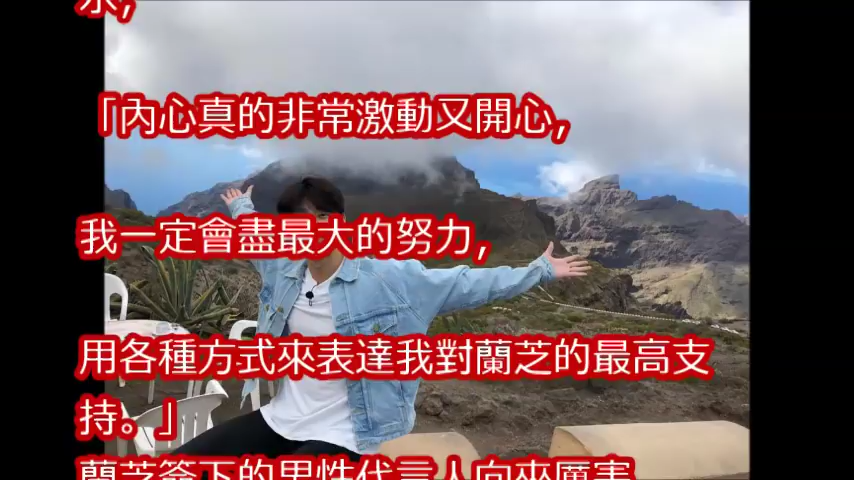 「內心真的非常激動又開心，
我一定會盡最大的努力，
用各種方式來表達我對蘭芝的最高支
持。」
蘭芝簽下的男性代言人向來厲害